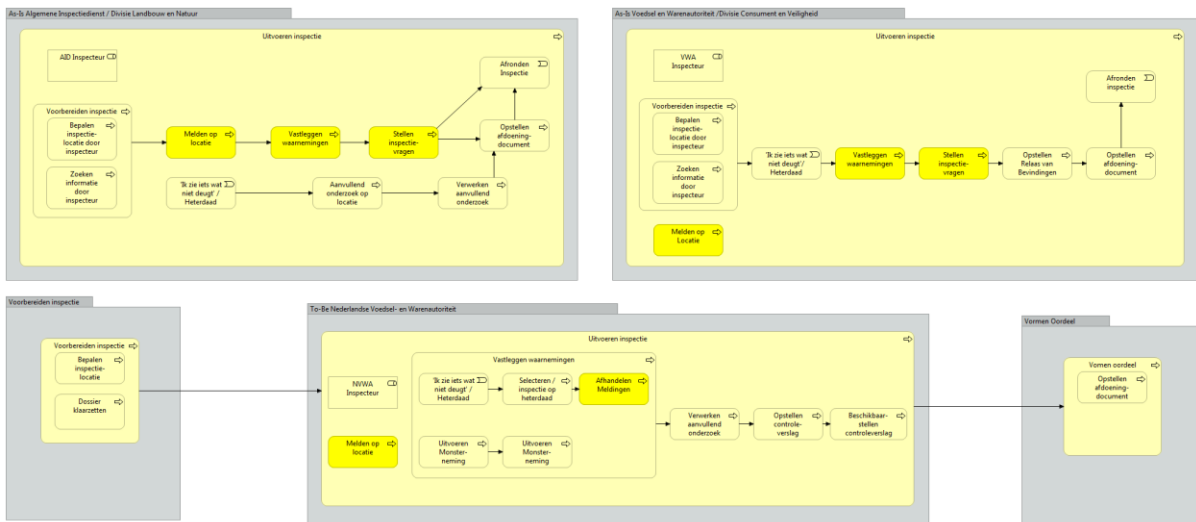 As-Is Algemene Inspectiedienst / Divisie Landbouw en Natuur
Uitvoeren inspectie
AID Inspecteur
Afronden
Inspectie
Voorbereiden inspectie
Bepalen
inspectie-
locatie door
inspecteur
Melden op
locatie
Vastleggen
waarnemingen
Stellen
inspectie-
vragen
Opstellen
afdoening-
document
Zoeken
informatie
door
inspecteur
'Ik zie iets wat
niet deugt' /
Heterdaad
Aanvullend
onderzoek op
locatie
Verwerken
aanvullend
onderzoek
As-Is Voedsel en Warenautoriteit /Divisie Consument en Veiligheid
Uitvoeren inspectie
VWA
Inspecteur
Afronden
inspectie
Voorbereiden inspectie
Bepalen
inspectie-
locatie door
inspecteur
Zoeken
informatie
door
inspecteur
'Ik zie iets wat
niet deugt'/
Heterdaad
Vastleggen
waarnemingen
Stellen
inspectie-
vragen
Opstellen
Relaas van
Bevindingen
Opstellen
afdoening-
document
Melden op
Locatie
Voorbereiden inspectie
Voorbereiden inspectie
Bepalen
inspectie-
locatie
Dossier
klaarzetten
To-Be Nederlandse Voedsel- en Warenautoriteit
Uitvoeren inspectie
NVWA
Inspecteur
Melden op
locatie
Vastleggen waarnemingen
'Ik zie iets wat
niet deugt' /
Heterdaad
Selecteren /
inspectie op
heterdaad
Afhandelen
Meldingen
Uitvoeren
Monster-
neming
Uitvoeren
Monster-
neming
Verwerken
aanvullend
onderzoek
Opstellen
controle-
verslag
Beschikbaar-
stellen
controleverslag
Vormen Oordeel
Vomen oordeel
Opstellen
afdoening-
document